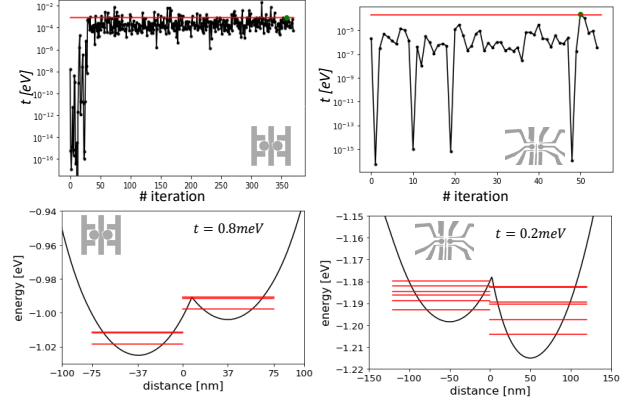 10⁻² 10⁻⁴ 10⁻⁶ 10⁻⁸ 10⁻¹⁰ 10⁻¹² 10⁻¹⁴ 10⁻¹⁶
t [eV]
0 50 100 150 200 250 300 350
# iteration
10⁻⁵ 10⁻⁷ 10⁻⁹ 10⁻¹¹ 10⁻¹³ 10⁻¹⁵
t [eV]
0 10 20 30 40 50
# iteration
-0.94 -0.96 -0.98 -1.00 -1.02
energy [eV]
t = 0.8meV
-100 -75 -37 0 37 75 100
distance [nm]
-1.15 -1.16 -1.17 -1.18 -1.19 -1.20 -1.21 -1.22
energy [eV]
t = 0.2meV
-150 -100 -50 0 50 100 150
distance [nm]